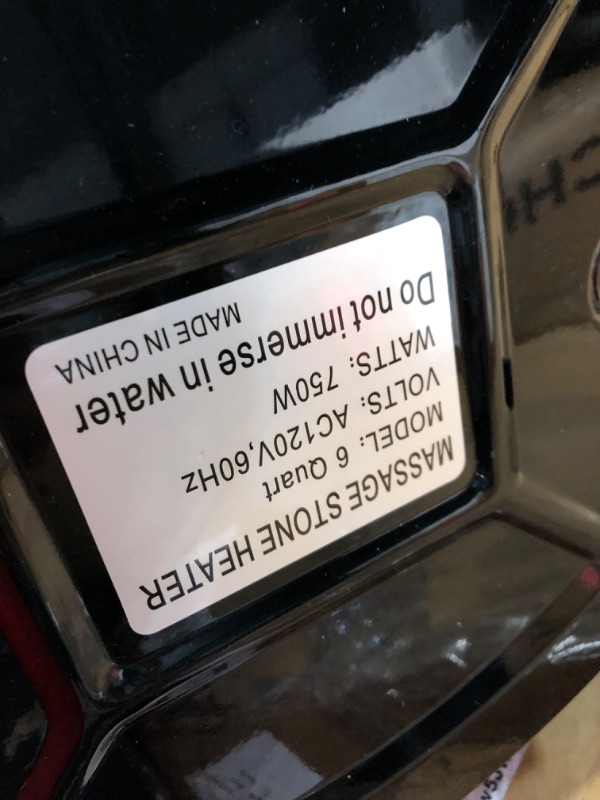 MASSAGE STONE HEATER
MODEL: 6 Quart
VOLTS: AC120V,60Hz
WATTS: 750W
Do not immerse in water
MADE IN CHINA